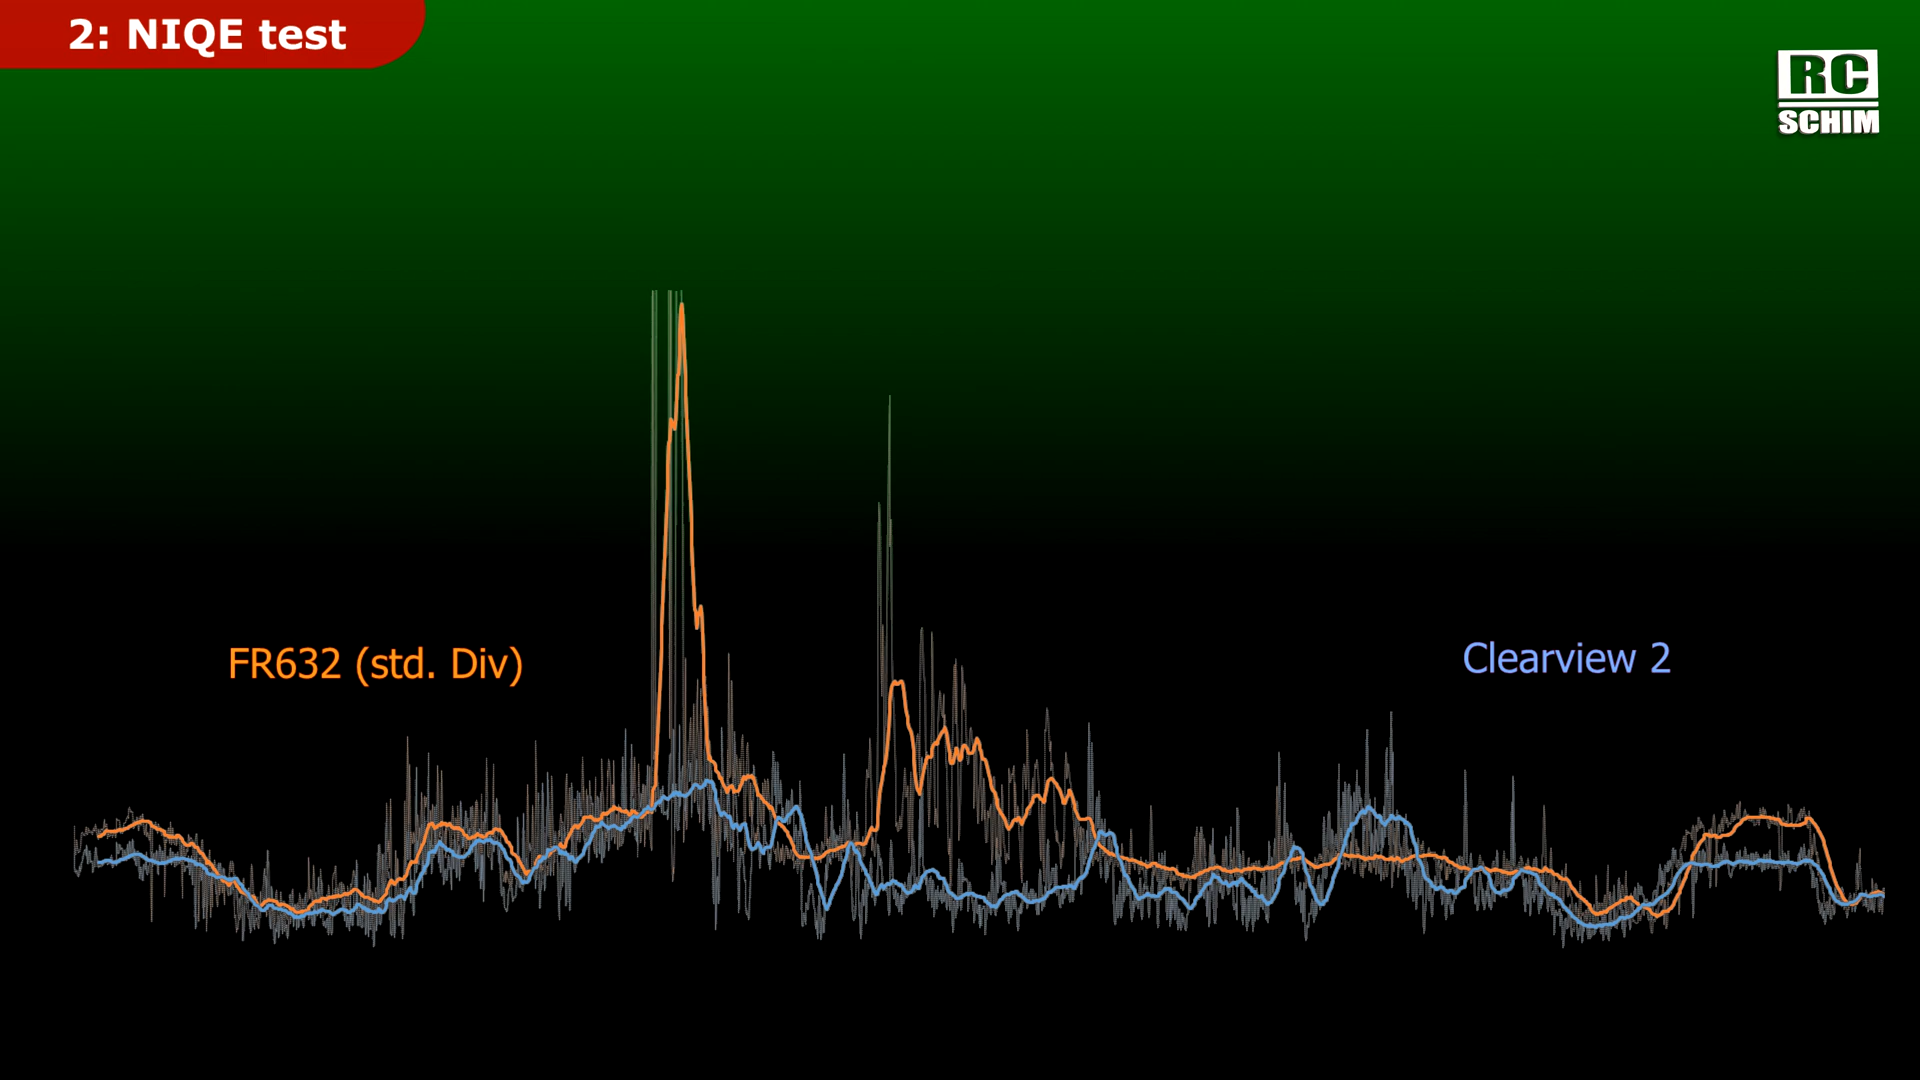 2: NIQE test
RC
SCHIM
FR632 (std. Div)
Clearview 2